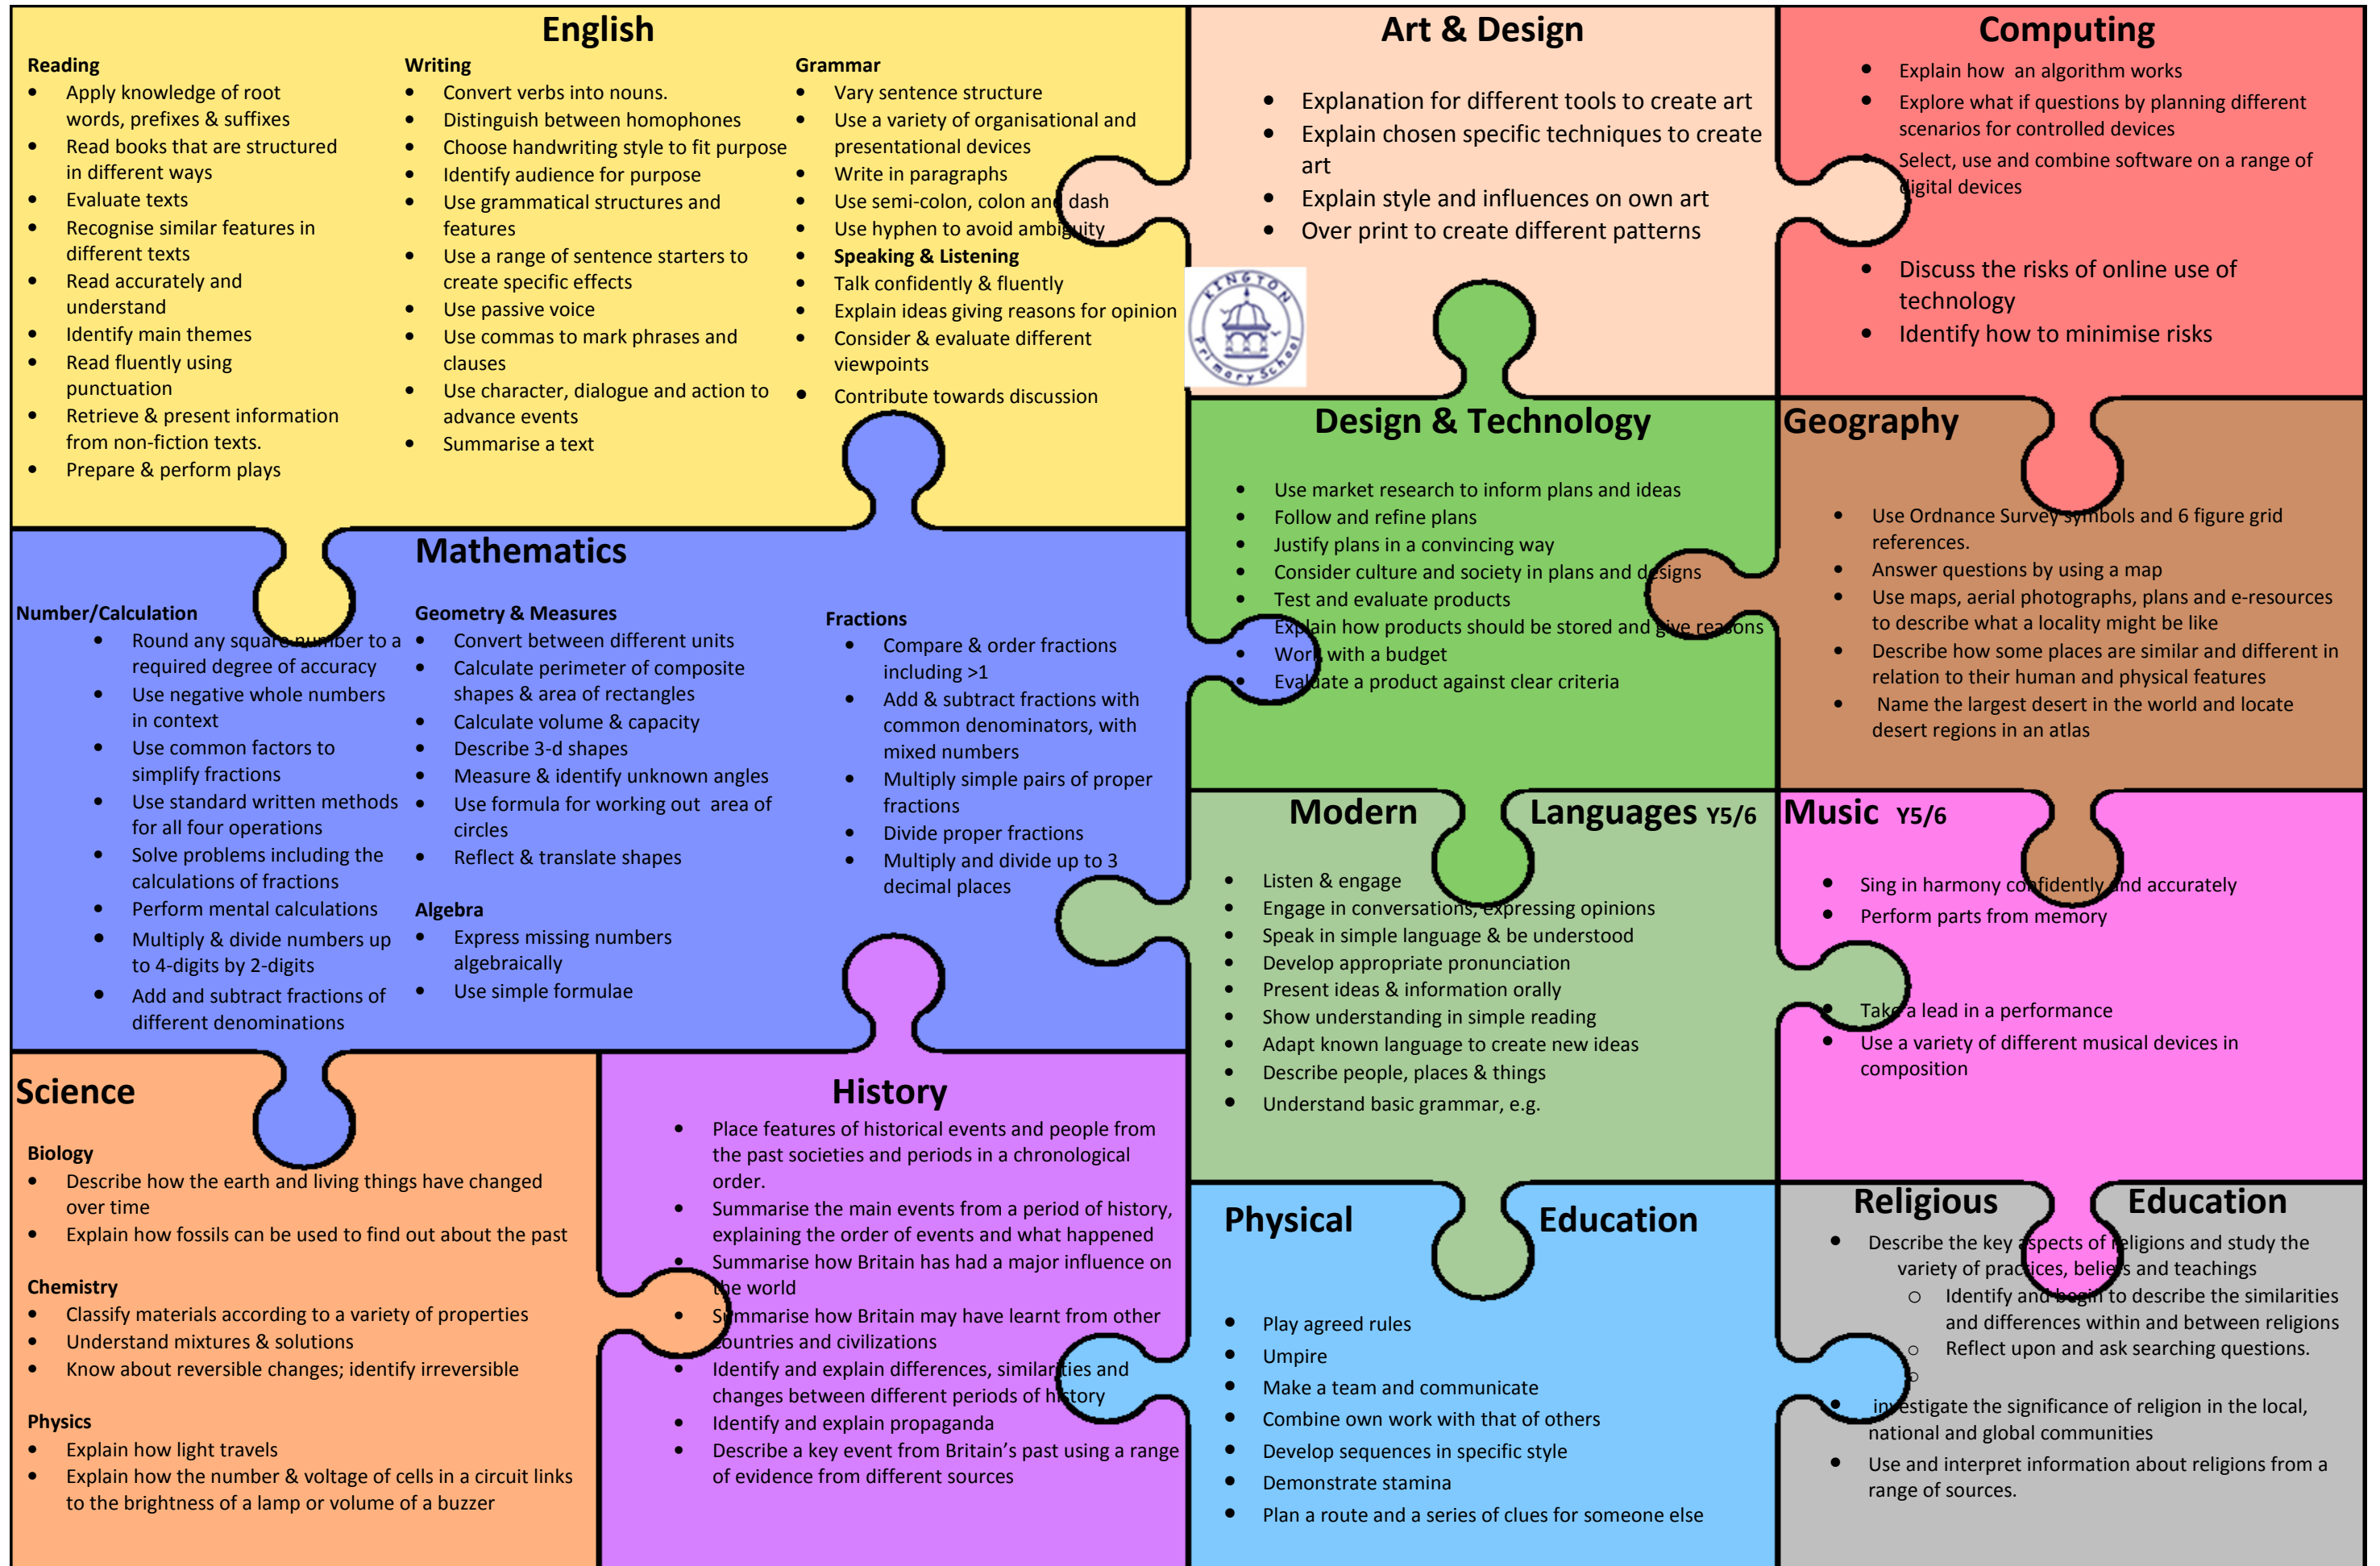 English
Reading
• Apply knowledge of root
words, prefixes & suffixes
• Read books that are structured
in different ways
• Evaluate texts
• Recognise similar features in
different texts
• Read accurately and
understand
• Identify main themes
• Read fluently using
punctuation
• Retrieve & present information
from non-fiction texts.
• Prepare & perform plays
Writing
• Convert verbs into nouns.
• Distinguish between homophones
• Choose handwriting style to fit purpose
• Identify audience for purpose
• Use grammatical structures and
features
• Use a range of sentence starters to
create specific effects
• Use passive voice
• Use commas to mark phrases and
clauses
• Use character, dialogue and action to
advance events
• Summarise a text
Grammar
• Vary sentence structure
• Use a variety of organisational and
presentational devices
• Write in paragraphs
• Use semi-colon, colon and dash
• Use hyphen to avoid ambiguity
• Speaking & Listening
• Talk confidently & fluently
• Explain ideas giving reasons for opinion
• Consider & evaluate different
viewpoints
• Contribute towards discussion
Art & Design
• Explanation for different tools to create art
• Explain chosen specific techniques to create
art
• Explain style and influences on own art
• Over print to create different patterns
KINGTON
Primary School
Computing
• Explain how  an algorithm works
• Explore what if questions by planning different
scenarios for controlled devices
• Select, use and combine software on a range of
digital devices
• Discuss the risks of online use of
technology
• Identify how to minimise risks
Mathematics
Number/Calculation
• Round any square number to a
required degree of accuracy
• Use negative whole numbers
in context
• Use common factors to
simplify fractions
• Use standard written methods
for all four operations
• Solve problems including the
calculations of fractions
• Perform mental calculations
• Multiply & divide numbers up
to 4-digits by 2-digits
• Add and subtract fractions of
different denominations
Geometry & Measures
• Convert between different units
• Calculate perimeter of composite
shapes & area of rectangles
• Calculate volume & capacity
• Describe 3-d shapes
• Measure & identify unknown angles
• Use formula for working out  area of
circles
• Reflect & translate shapes
Algebra
• Express missing numbers
algebraically
• Use simple formulae
Fractions
• Compare & order fractions
including >1
• Add & subtract fractions with
common denominators, with
mixed numbers
• Multiply simple pairs of proper
fractions
• Divide proper fractions
• Multiply and divide up to 3
decimal places
Design & Technology
• Use market research to inform plans and ideas
• Follow and refine plans
• Justify plans in a convincing way
• Consider culture and society in plans and designs
• Test and evaluate products
Explain how products should be stored and give reasons
• Work with a budget
• Evaluate a product against clear criteria
Geography
• Use Ordnance Survey symbols and 6 figure grid
references.
• Answer questions by using a map
• Use maps, aerial photographs, plans and e-resources
to describe what a locality might be like
• Describe how some places are similar and different in
relation to their human and physical features
• Name the largest desert in the world and locate
desert regions in an atlas
Modern Languages Y5/6
• Listen & engage
• Engage in conversations, expressing opinions
• Speak in simple language & be understood
• Develop appropriate pronunciation
• Present ideas & information orally
• Show understanding in simple reading
• Adapt known language to create new ideas
• Describe people, places & things
• Understand basic grammar, e.g.
Music Y5/6
• Sing in harmony confidently and accurately
• Perform parts from memory
• Take a lead in a performance
• Use a variety of different musical devices in
composition
Science
Biology
• Describe how the earth and living things have changed
over time
• Explain how fossils can be used to find out about the past
Chemistry
• Classify materials according to a variety of properties
• Understand mixtures & solutions
• Know about reversible changes; identify irreversible
Physics
• Explain how light travels
• Explain how the number & voltage of cells in a circuit links
to the brightness of a lamp or volume of a buzzer
History
• Place features of historical events and people from
the past societies and periods in a chronological
order.
• Summarise the main events from a period of history,
explaining the order of events and what happened
• Summarise how Britain has had a major influence on
the world
• Summarise how Britain may have learnt from other
countries and civilizations
• Identify and explain differences, similarities and
changes between different periods of history
• Identify and explain propaganda
• Describe a key event from Britain's past using a range
of evidence from different sources
Physical Education
• Play agreed rules
• Umpire
• Make a team and communicate
• Combine own work with that of others
• Develop sequences in specific style
• Demonstrate stamina
• Plan a route and a series of clues for someone else
Religious Education
• Describe the key aspects of religions and study the
variety of practices, beliefs and teachings
o Identify and begin to describe the similarities
and differences within and between religions
o Reflect upon and ask searching questions.
o
• investigate the significance of religion in the local,
national and global communities
• Use and interpret information about religions from a
range of sources.